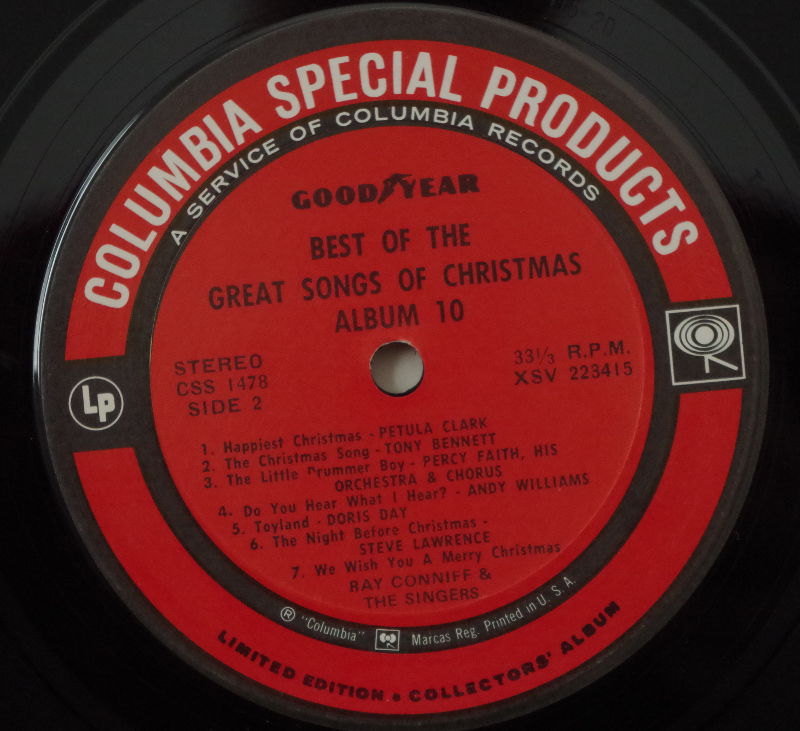 COLUMBIA SPECIAL PRODUCTS
A SERVICE OF COLUMBIA RECORDS
GOODYEAR
BEST OF THE
GREAT SONGS OF CHRISTMAS
ALBUM 10
STEREO
CSS 1478
SIDE 2
33⅓ R.P.M.
XSV 223415
Lp
1. Happiest Christmas - PETULA CLARK
2. The Christmas Song - TONY BENNETT
3. The Little Drummer Boy - PERCY FAITH, HIS
ORCHESTRA & CHORUS
4. Do You Hear What I Hear? - ANDY WILLIAMS
5. Toyland - DORIS DAY
6. The Night Before Christmas -
STEVE LAWRENCE
7. We Wish You A Merry Christmas
RAY CONNIFF &
THE SINGERS
® "Columbia" Marcas Reg. Printed in U. S. A.
LIMITED EDITION • COLLECTORS' ALBUM